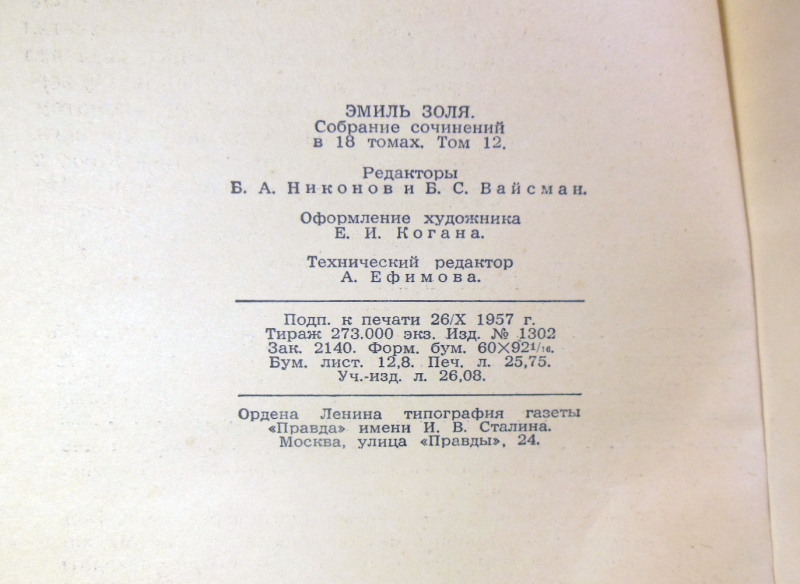 ЭМИЛЬ ЗОЛЯ.
Собрание сочинений
в 18 томах. Том 12.
Редакторы
Б. А. Никонов и Б. С. Вайсман.
Оформление художника
Е. И. Когана.
Технический редактор
А. Ефимова.
Подп. к печати 26/X 1957 г.
Тираж 273.000 экз. Изд. № 1302
Зак. 2140. Форм. бум. 60×92¹/₁₆.
Бум. лист. 12,8. Печ. л. 25,75.
Уч.-изд. л. 26,08.
Ордена Ленина типография газеты
«Правда» имени И. В. Сталина.
Москва, улица «Правды», 24.